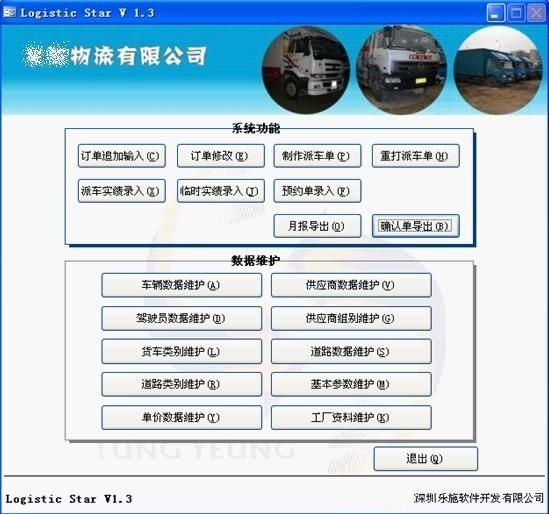 Logistic Star V 1.3
物流有限公司
系统功能
订单追加输入(C) 订单修改(E) 制作派车单(P) 重打派车单(H)
派车实绩录入(X) 临时实绩录入(T) 预约单录入(F)
月报导出(O) 确认单导出(B)
数据维护
车辆数据维护(A) 供应商数据维护(V)
驾驶员数据维护(D) 供应商组别维护(G)
货车类别维护(L) 道路数据维护(S)
道路类别维护(R) 基本参数维护(M)
单价数据维护(Y) 工厂资料维护(K)
TUNG YEUNG
退出(Q)
Logistic Star V1.3 深圳乐施软件开发有限公司